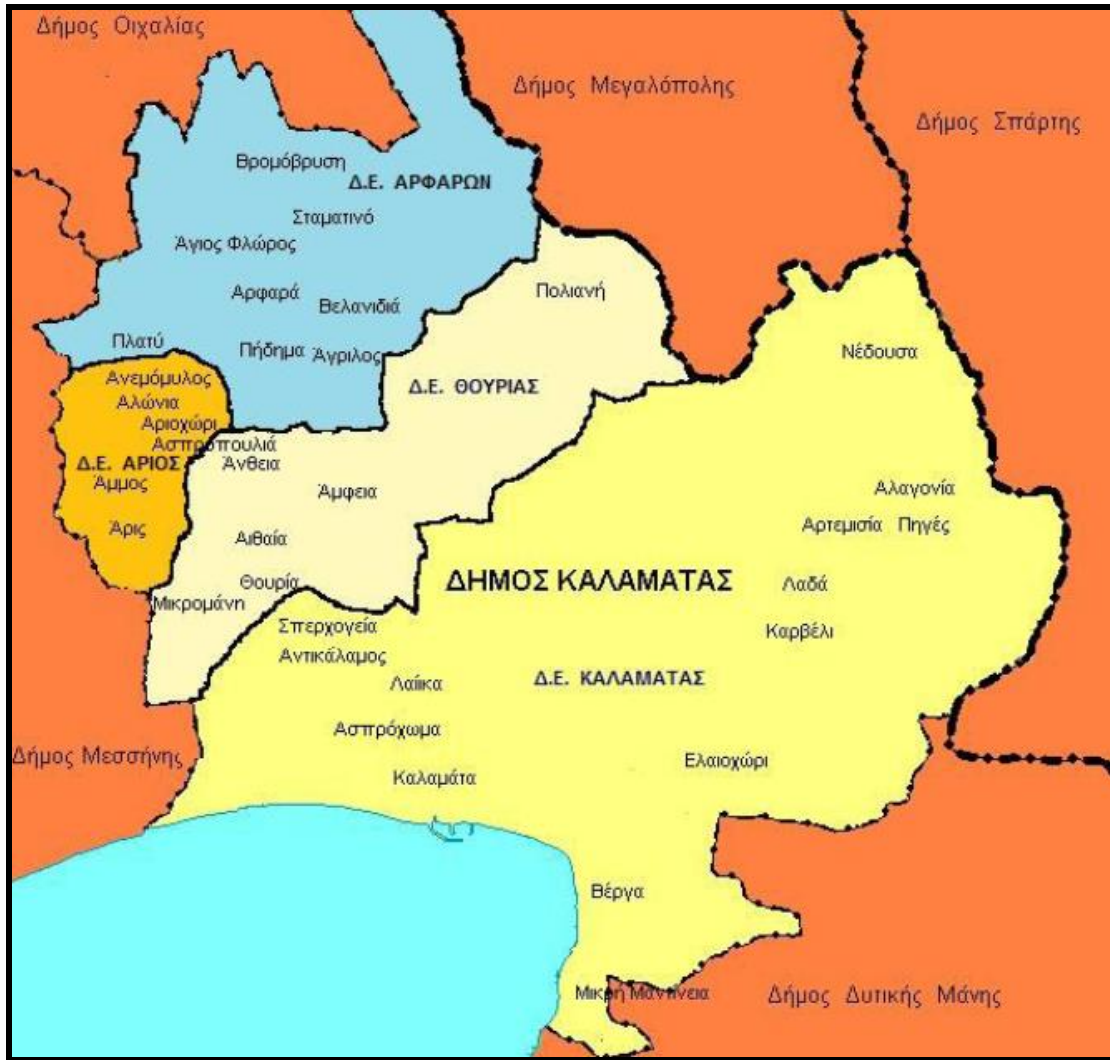 Δήμος Οιχαλίας
Δήμος Μεγαλόπολης
Δήμος Σπάρτης
Βρομόβρυση
Δ.Ε. ΑΡΦΑΡΩΝ
Σταματινό
Άγιος Φλώρος
Πολιανή
Αρφαρά
Βελανιδιά
Πλατύ
Πήδημα
Άγριλος
Νέδουσα
Ανεμόμυλος
Δ.Ε. ΘΟΥΡΙΑΣ
Αλώνια
Αριοχώρι
Ασπροπουλιά
Δ.Ε. ΑΡΙΟΣ
Άνθεια
Άμμος
Άμφεια
Αλαγονία
Άρις
Αρτεμισία
Πηγές
Αιθαία
Θουρία
ΔΗΜΟΣ ΚΑΛΑΜΑΤΑΣ
Λαδά
Μικρομάνη
Σπερχογεία
Καρβέλι
Αντικάλαμος
Λαίικα
Δ.Ε. ΚΑΛΑΜΑΤΑΣ
Ασπρόχωμα
Δήμος Μεσσήνης
Ελαιοχώρι
Καλαμάτα
Βέργα
Μικρή Μαντίνεια
Δήμος Δυτικής Μάνης